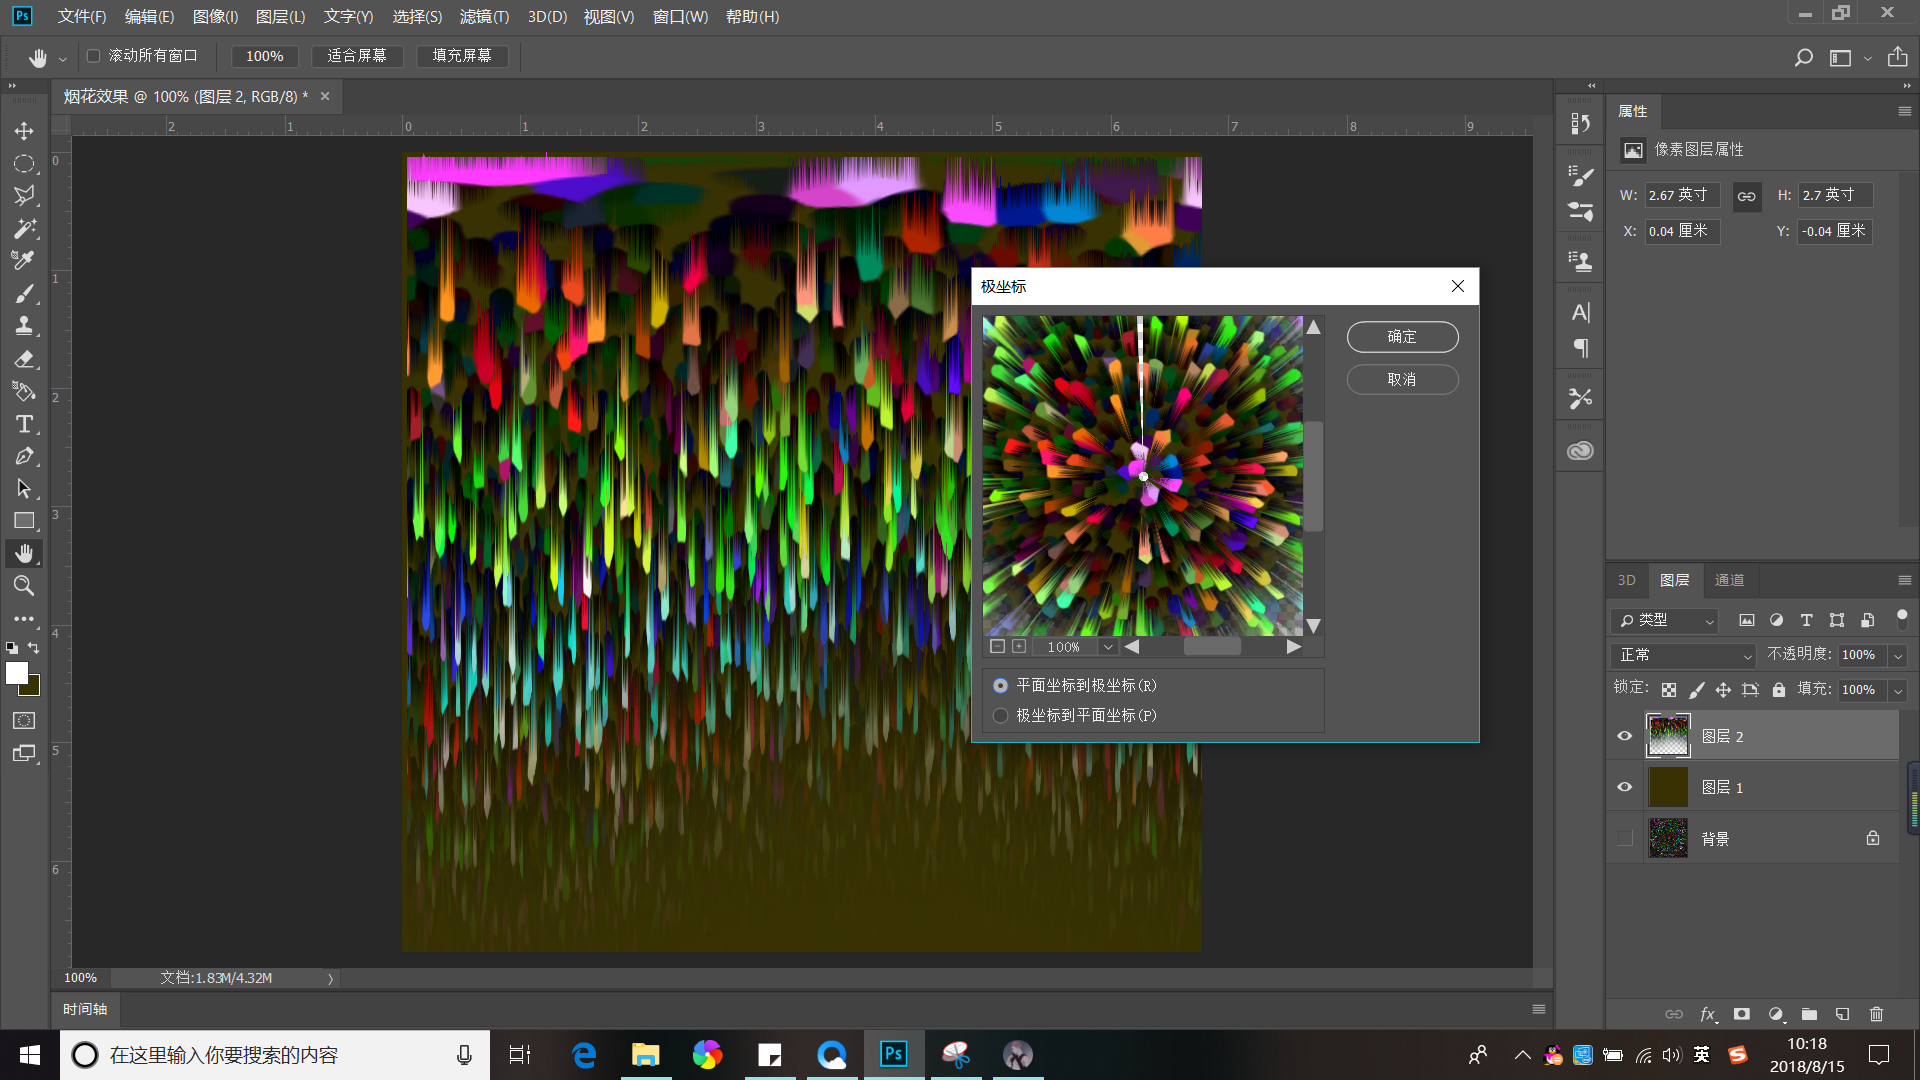 Ps 文件(F) 编辑(E) 图像(I) 图层(L) 文字(Y) 选择(S) 滤镜(T) 3D(D) 视图(V) 窗口(W) 帮助(H)
滚动所有窗口 100% 适合屏幕 填充屏幕
烟花效果 @ 100% (图层 2, RGB/8) * ×
2 1 0 1 2 3 4 5 6 7 8 9
0
1
2
3
4
5
6
极坐标
确定
取消
100%
平面坐标到极坐标(R)
极坐标到平面坐标(P)
属性
像素图层属性
W: 2.67 英寸 H: 2.7 英寸
X: 0.04 厘米 Y: -0.04 厘米
3D 图层 通道
类型
正常 不透明度: 100%
锁定: 填充: 100%
图层 2
图层 1
背景
fx
100% 文档:1.83M/4.32M
时间轴
在这里输入你要搜索的内容
Ps
英
10:18
2018/8/15